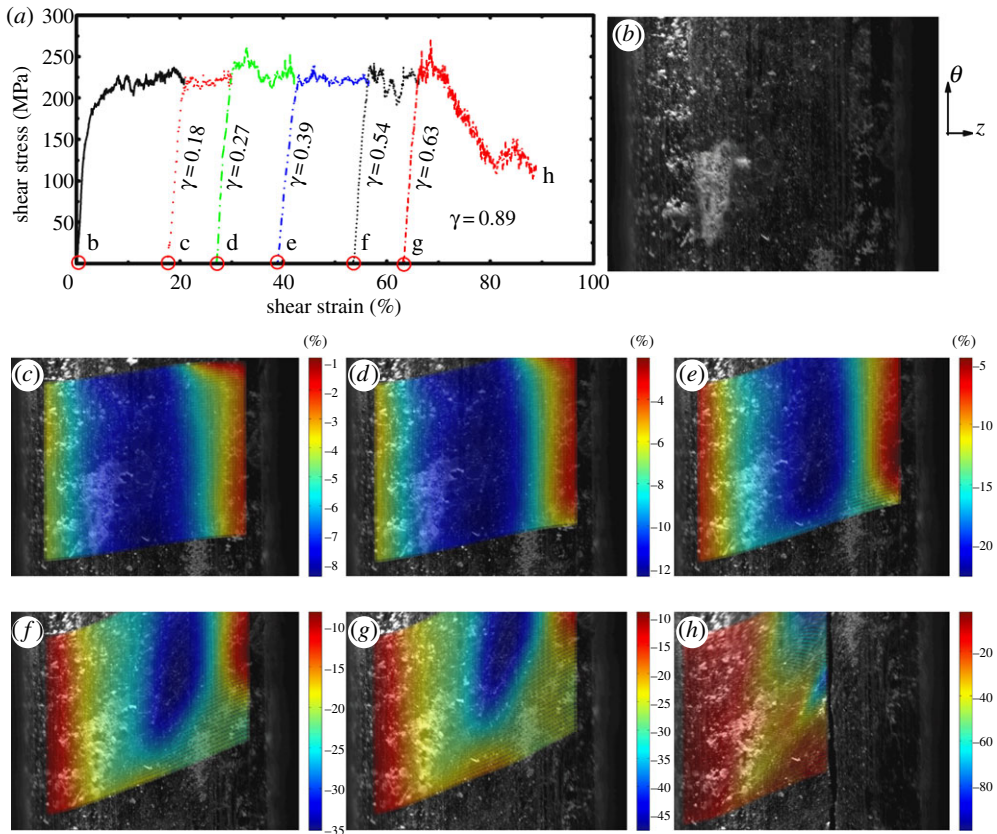 (a)
300
250
200
150
100
50
shear stress (MPa)
γ=0.18
γ=0.27
γ=0.39
γ=0.54
γ=0.63
h
γ=0.89
b
c
d
e
f
g
0
20
40
60
80
100
shear strain (%)
(b)
θ
z
(c)
(%)
–1
–2
–3
–4
–5
–6
–7
–8
(d)
(%)
–4
–6
–8
–10
–12
(e)
(%)
–5
–10
–15
–20
(f)
–10
–15
–20
–25
–30
–35
(g)
–10
–15
–20
–25
–30
–35
–40
–45
(h)
–20
–40
–60
–80